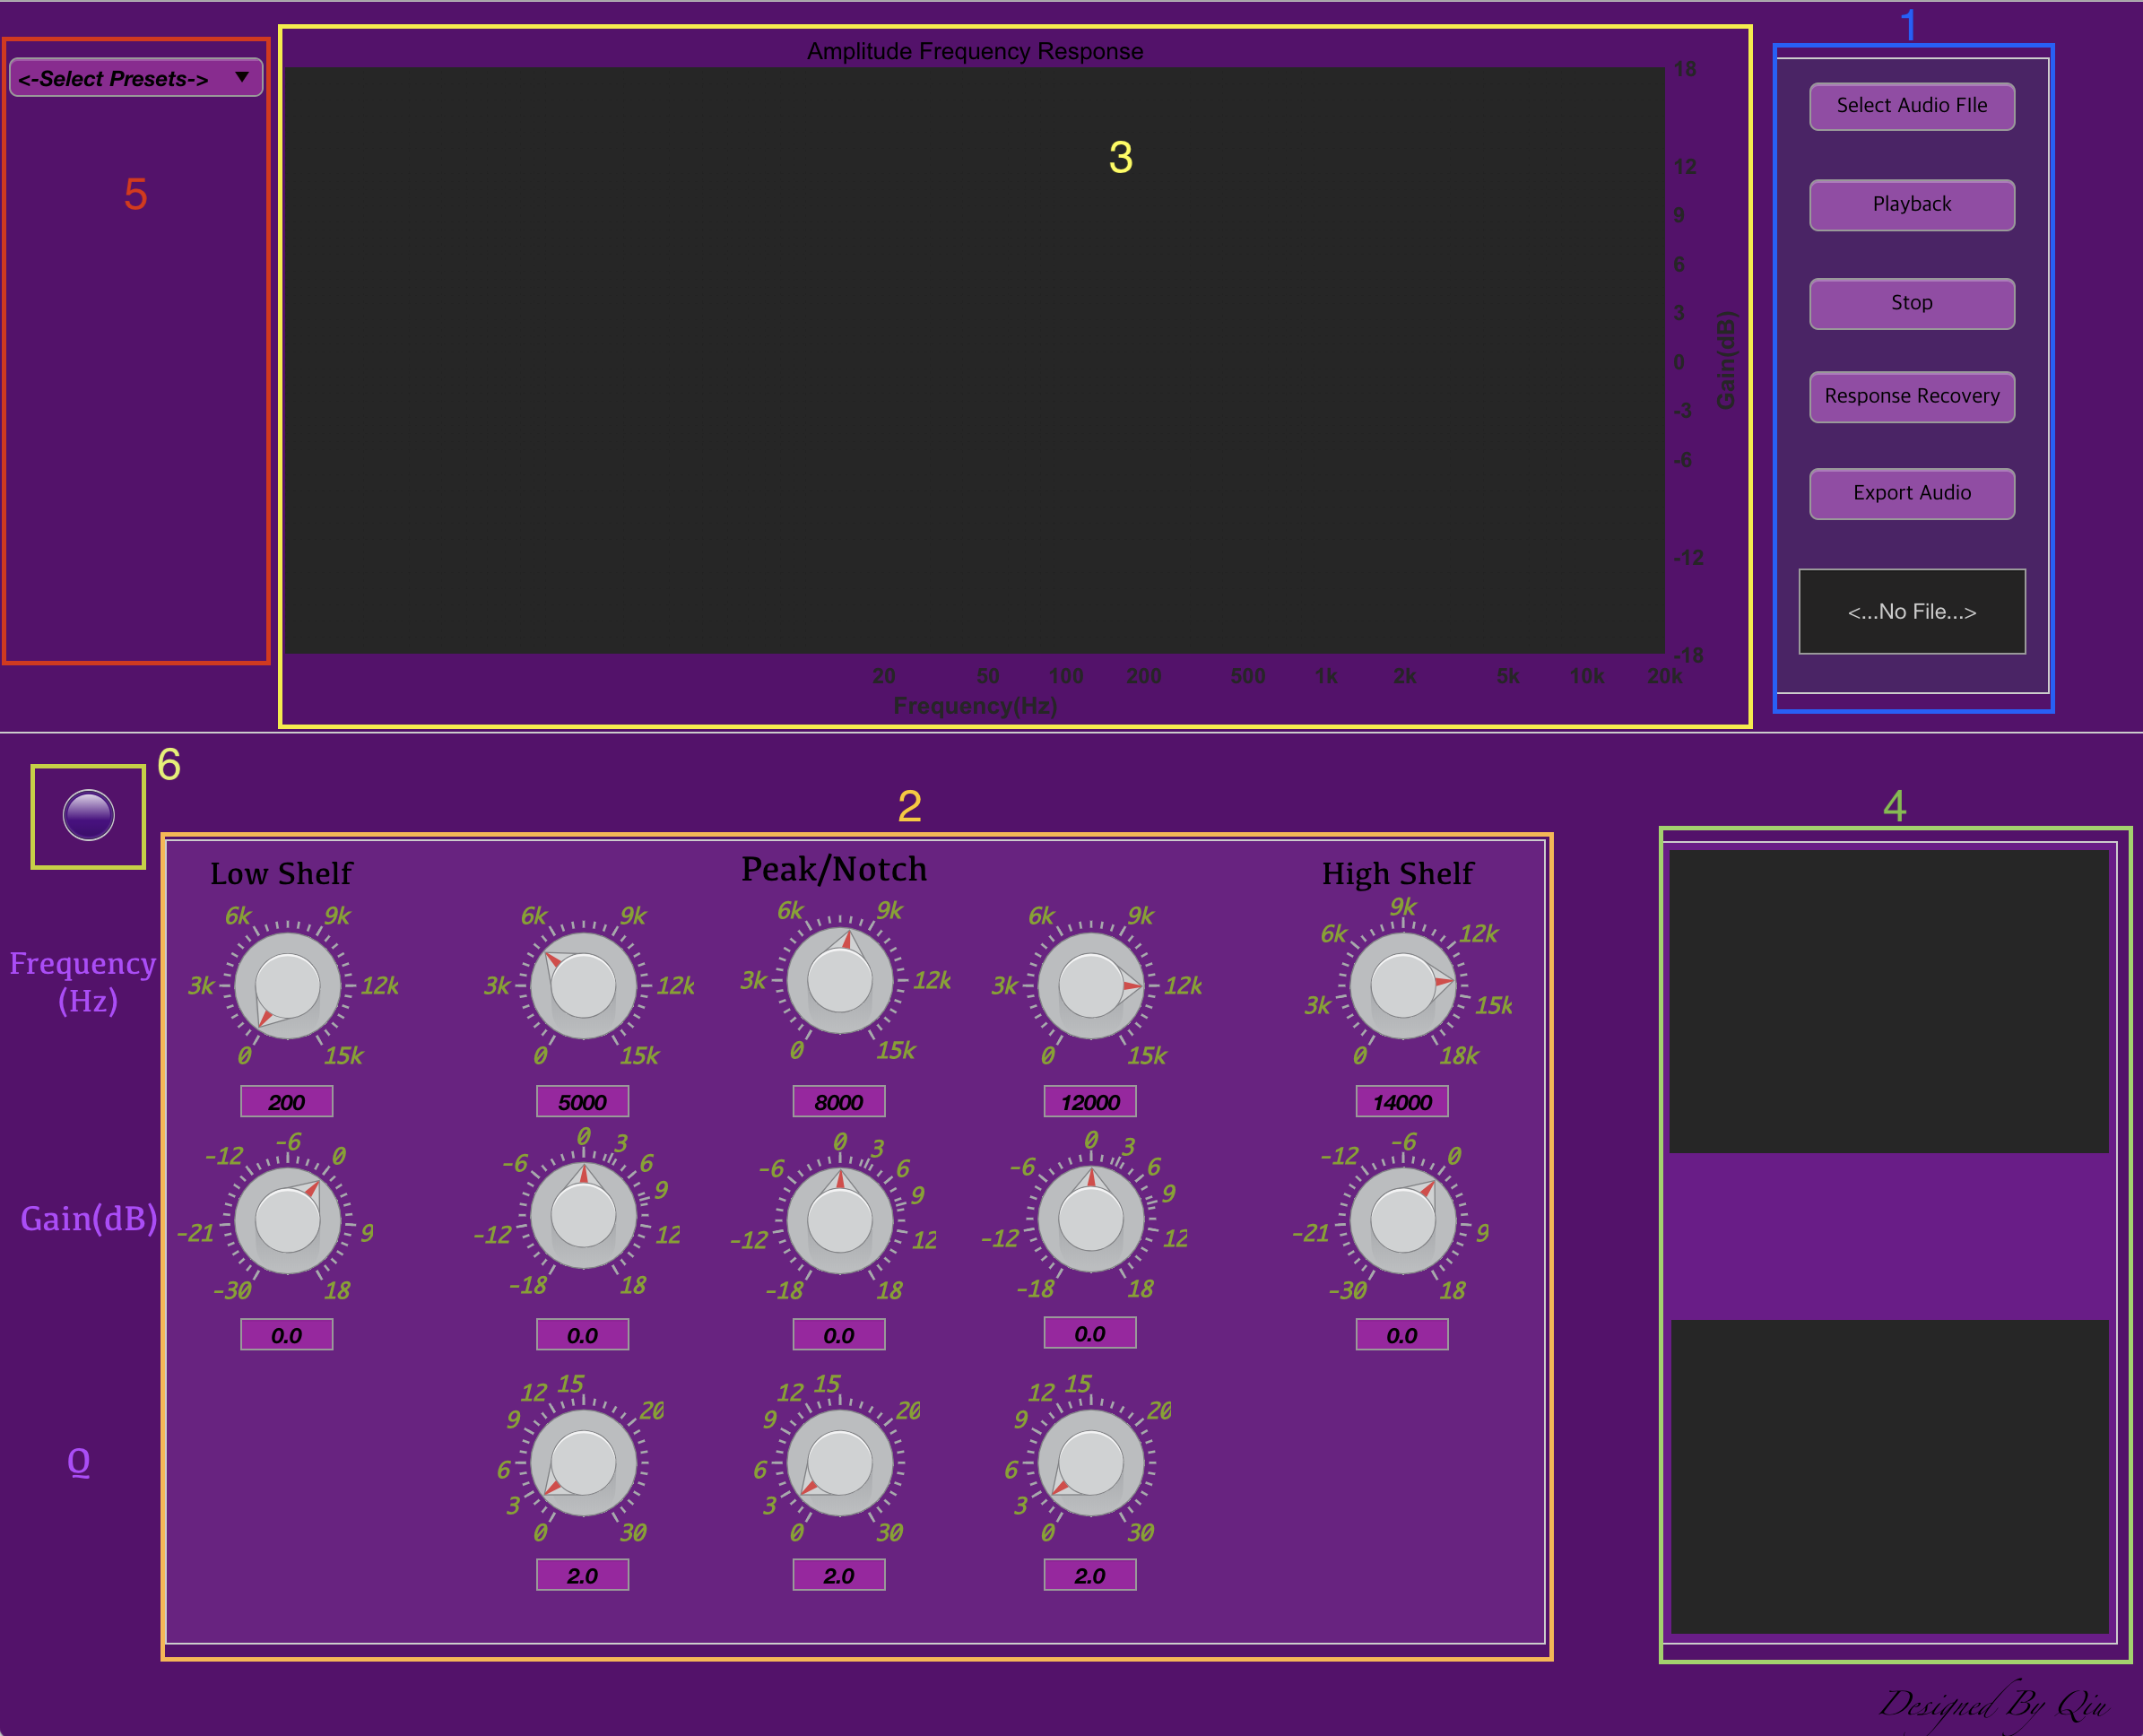 1
Amplitude Frequency Response
<-Select Presets->
5
3
18
12
9
6
3
0
-3
-6
-12
-18
Gain(dB)
20 50 100 200 500 1k 2k 5k 10k 20k
Frequency(Hz)
Select Audio FIle
Playback
Stop
Response Recovery
Export Audio
<...No File...>
6
2
4
Low Shelf
Peak/Notch
High Shelf
Frequency
(Hz)
0 3k 6k 9k 12k 15k
200
0 3k 6k 9k 12k 15k
5000
0 3k 6k 9k 12k 15k
8000
0 3k 6k 9k 12k 15k
12000
0 3k 6k 9k 12k 15k 18k
14000
Gain(dB)
-30 -21 -12 -6 0 9 18
0.0
-18 -12 -6 0 3 6 9 12 18
0.0
-18 -12 -6 0 3 6 9 12 18
0.0
-18 -12 -6 0 3 6 9 12 18
0.0
-30 -21 -12 -6 0 9 18
0.0
Q
0 3 6 9 12 15 20 30
2.0
0 3 6 9 12 15 20 30
2.0
0 3 6 9 12 15 20 30
2.0
Designed By Qiu